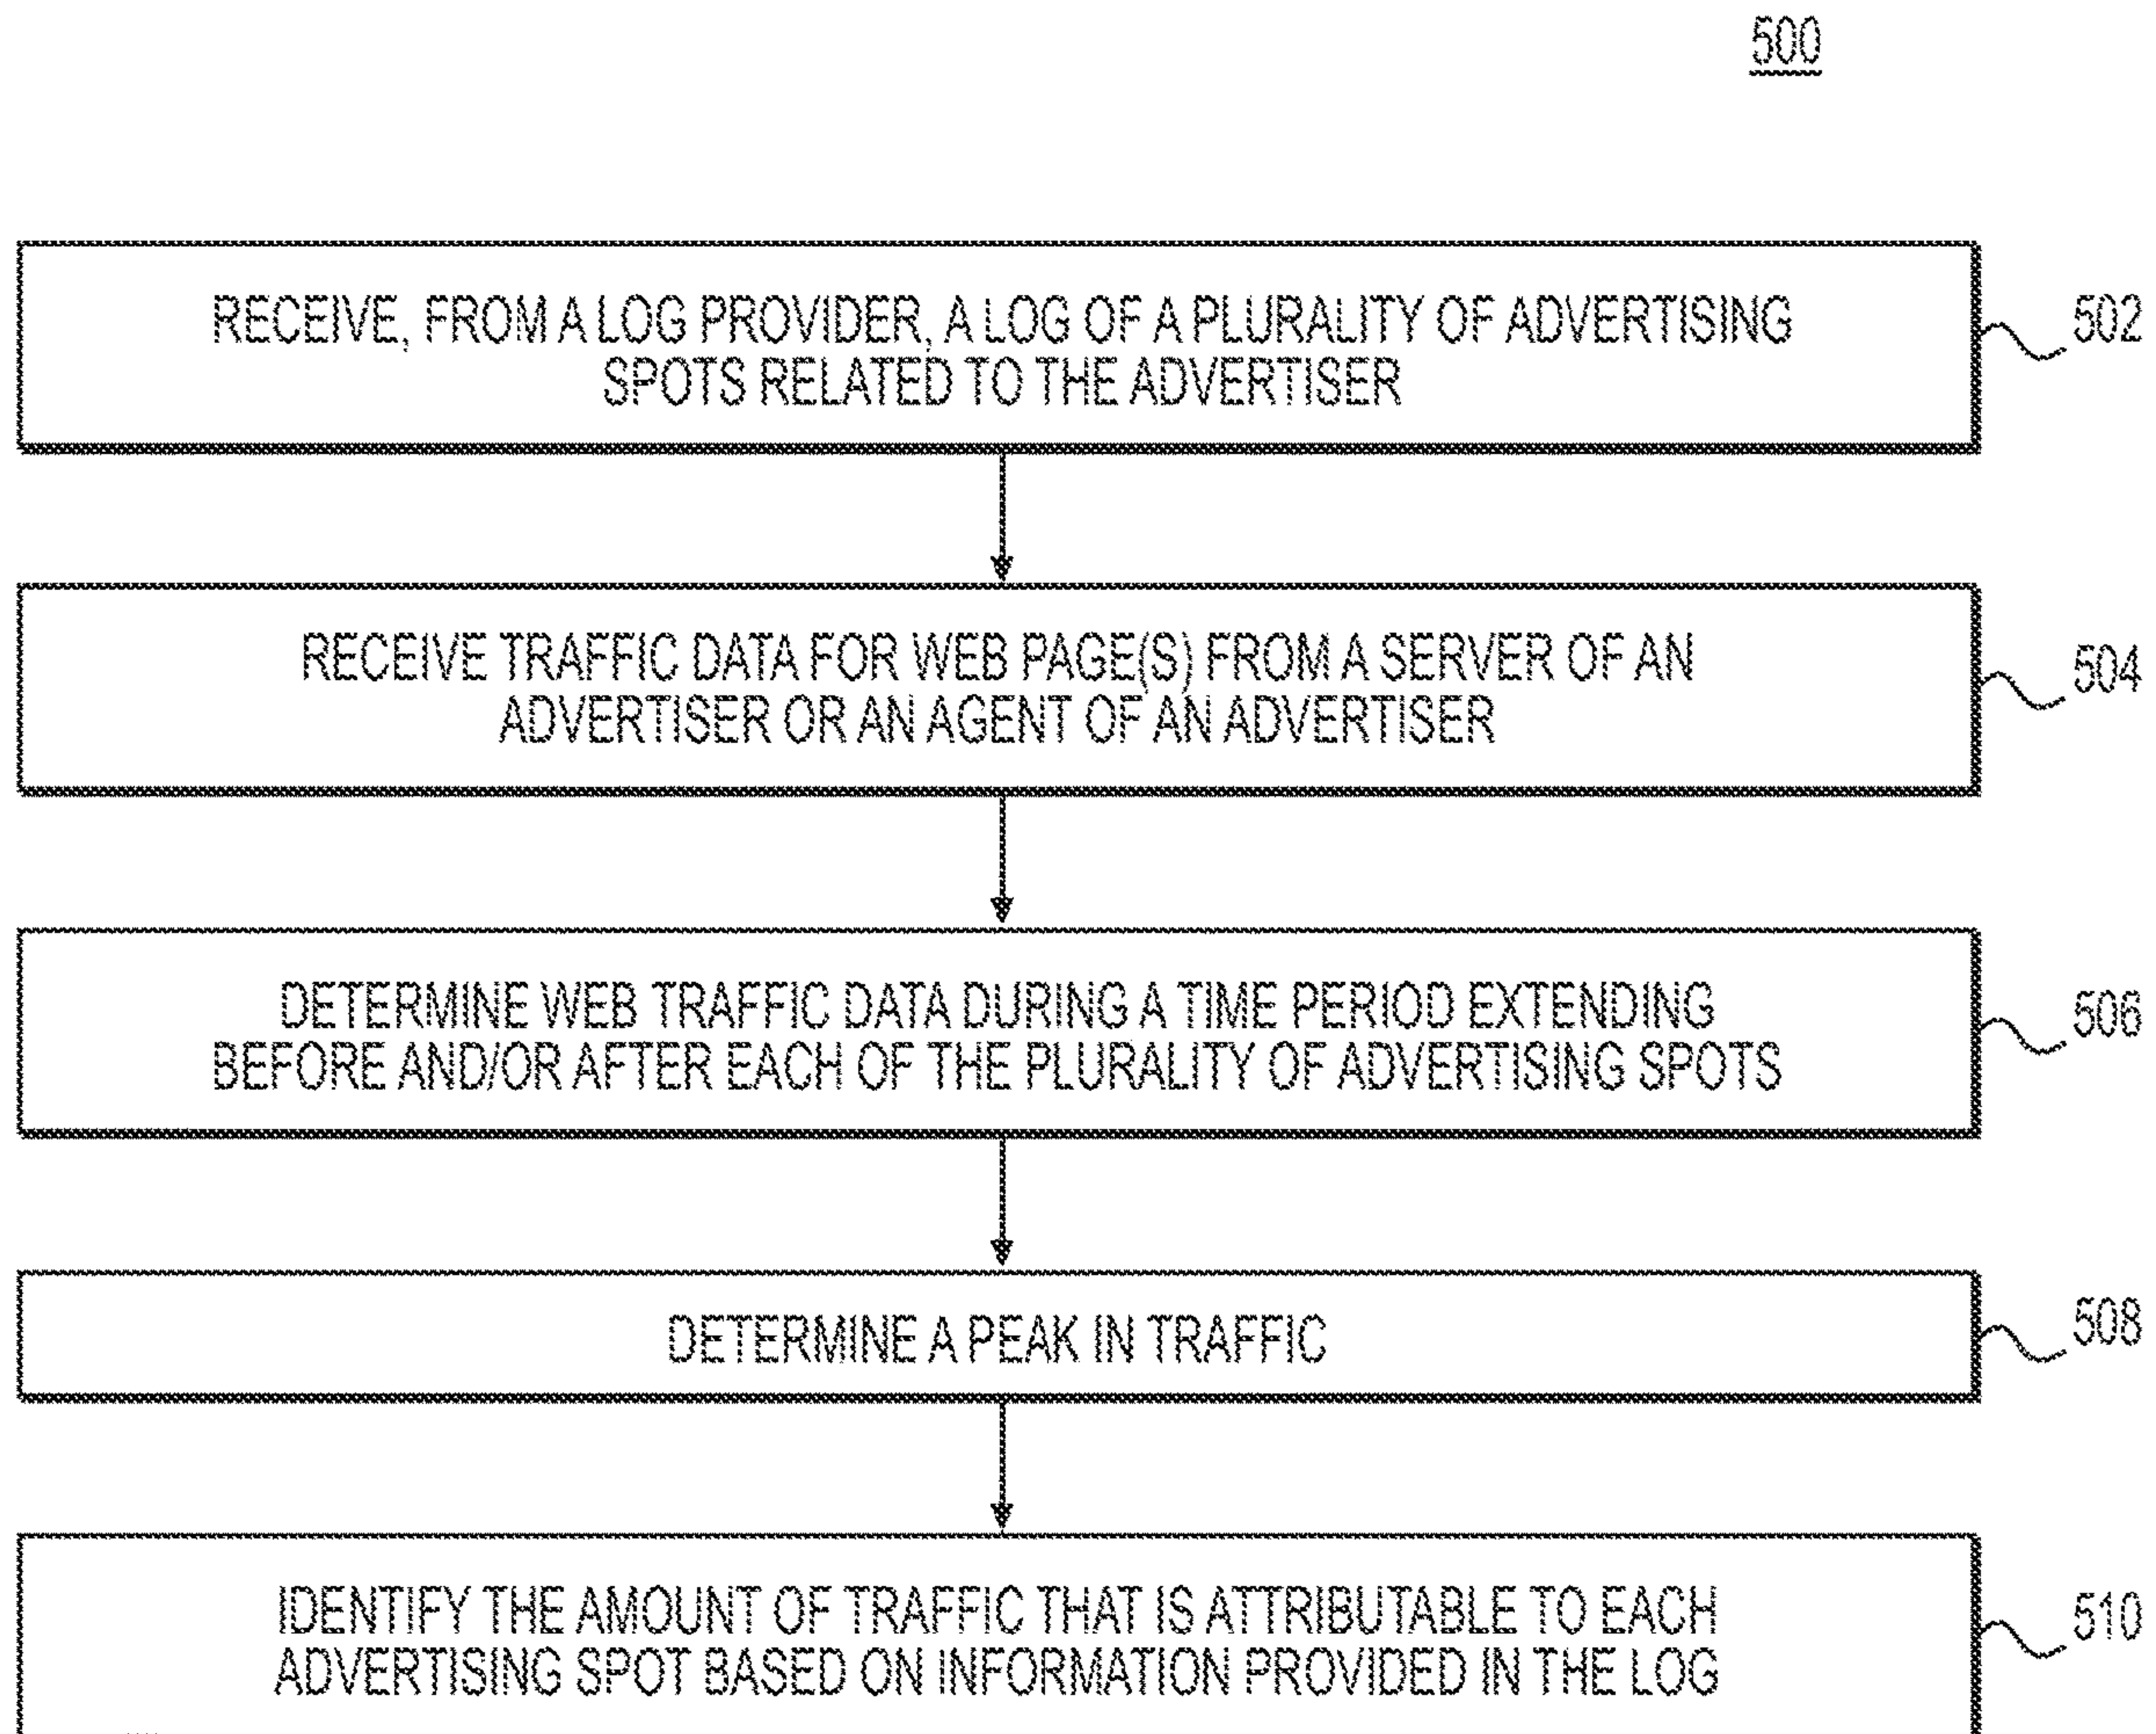 500
RECEIVE, FROM A LOG PROVIDER, A LOG OF A PLURALITY OF ADVERTISING
SPOTS RELATED TO THE ADVERTISER
502
RECEIVE TRAFFIC DATA FOR WEB PAGE(S) FROM A SERVER OF AN
ADVERTISER OR AN AGENT OF AN ADVERTISER
504
DETERMINE WEB TRAFFIC DATA DURING A TIME PERIOD EXTENDING
BEFORE AND/OR AFTER EACH OF THE PLURALITY OF ADVERTISING SPOTS
506
DETERMINE A PEAK IN TRAFFIC
508
IDENTIFY THE AMOUNT OF TRAFFIC THAT IS ATTRIBUTABLE TO EACH
ADVERTISING SPOT BASED ON INFORMATION PROVIDED IN THE LOG
510